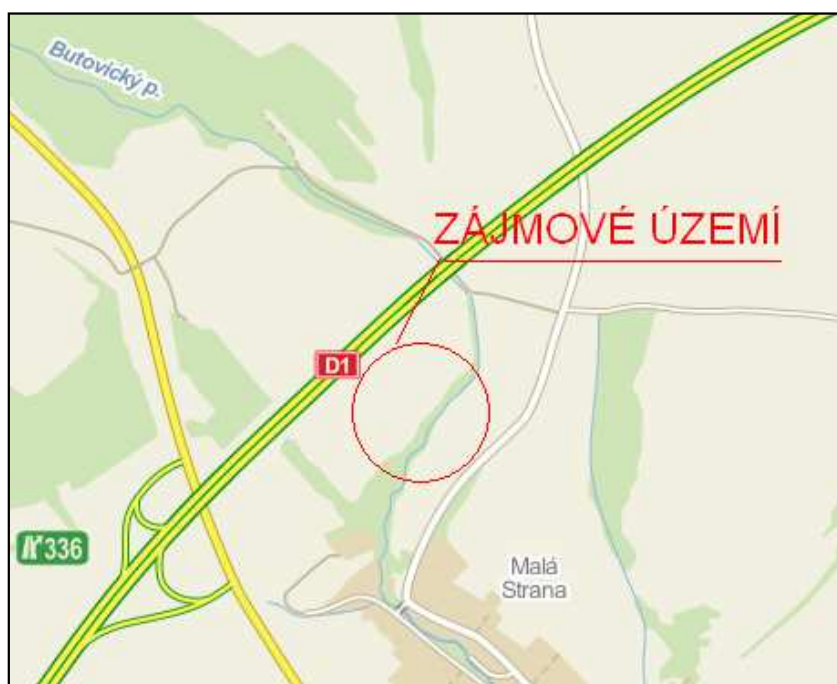 Butovický p.
ZÁJMOVÉ ÚZEMÍ
D1
336
Malá
Strana